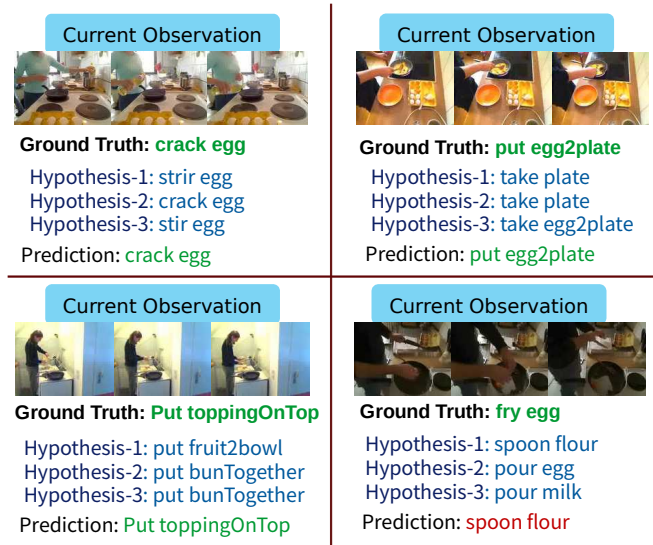 Current Observation
Ground Truth: crack egg
Hypothesis-1: strir egg
Hypothesis-2: crack egg
Hypothesis-3: stir egg
Prediction: crack egg
Current Observation
Ground Truth: put egg2plate
Hypothesis-1: take plate
Hypothesis-2: take plate
Hypothesis-3: take egg2plate
Prediction: put egg2plate
Current Observation
Ground Truth: Put toppingOnTop
Hypothesis-1: put fruit2bowl
Hypothesis-2: put bunTogether
Hypothesis-3: put bunTogether
Prediction: Put toppingOnTop
Current Observation
Ground Truth: fry egg
Hypothesis-1: spoon flour
Hypothesis-2: pour egg
Hypothesis-3: pour milk
Prediction: spoon flour